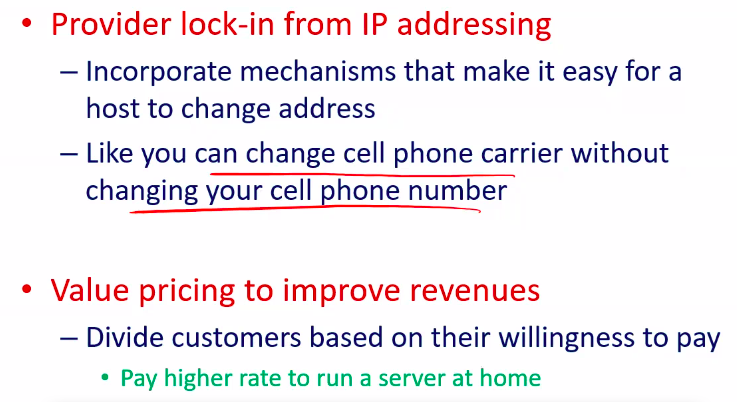 • Provider lock-in from IP addressing
– Incorporate mechanisms that make it easy for a
host to change address
– Like you can change cell phone carrier without
changing your cell phone number
• Value pricing to improve revenues
– Divide customers based on their willingness to pay
• Pay higher rate to run a server at home